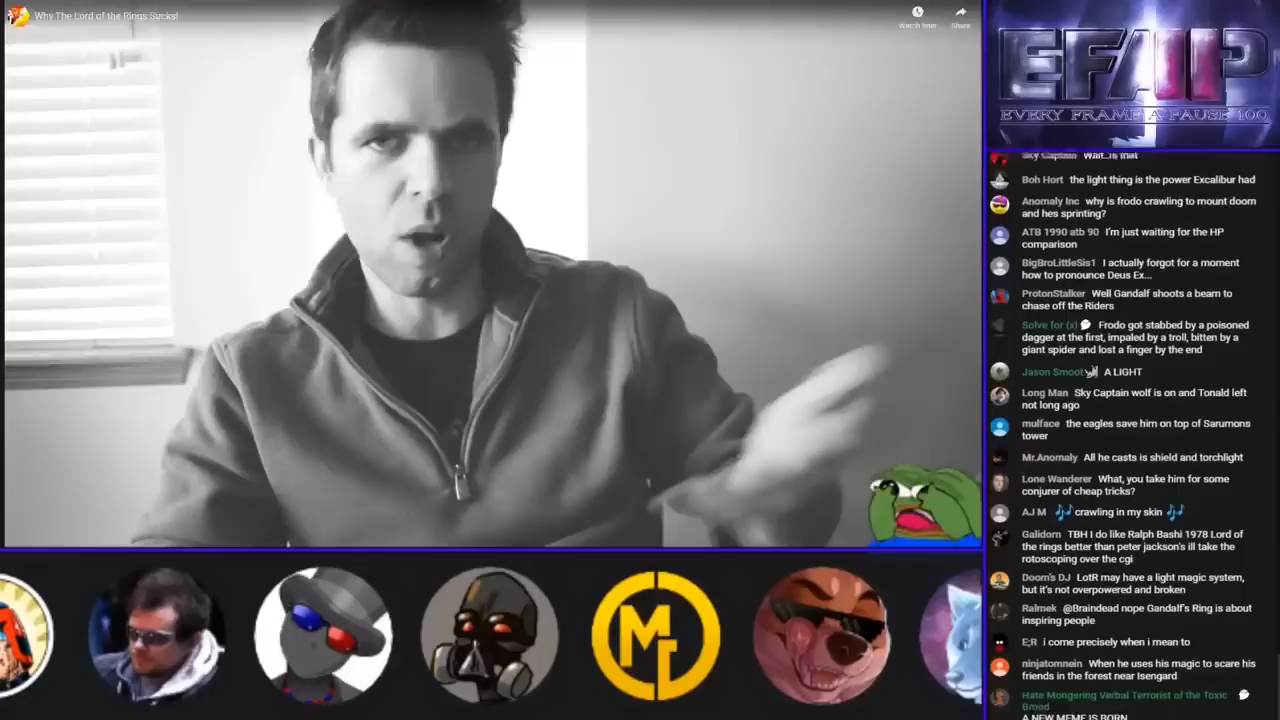 Why The Lord of the Rings Sucks!
Watch later
Share
EFAP
EVERY FRAME A PAUSE 100
Sky Captain Wait..is that
Boh Hort the light thing is the power Excalibur had
Anomaly Inc why is frodo crawling to mount doom
and hes sprinting?
ATB 1990 atb 90 I'm just waiting for the HP
comparison
BigBroLittleSis1 I actually forgot for a moment
how to pronounce Deus Ex...
ProtonStalker Well Gandalf shoots a beam to
chase off the Riders
Solve for (x) Frodo got stabbed by a poisoned
dagger at the first, impaled by a troll, bitten by a
giant spider and lost a finger by the end
Jason Smoot A LIGHT
Long Man Sky Captain wolf is on and Tonald left
not long ago
mulface the eagles save him on top of Sarumons
tower
Mr.Anomaly All he casts is shield and torchlight
Lone Wanderer What, you take him for some
conjurer of cheap tricks?
AJ M 🎶 crawling in my skin 🎶
Galidorn TBH I do like Ralph Bashi 1978 Lord of
the rings better than peter jackson's ill take the
rotoscoping over the cgi
Doom's DJ LotR may have a light magic system,
but it's not overpowered and broken
Ralmek @Braindead nope Gandalf's Ring is about
inspiring people
E;R i come precisely when i mean to
ninjatomnein When he uses his magic to scare his
friends in the forest near Isengard
Hate Mongering Verbal Terrorist of the Toxic
Brood
A NEW MEME IS BORN